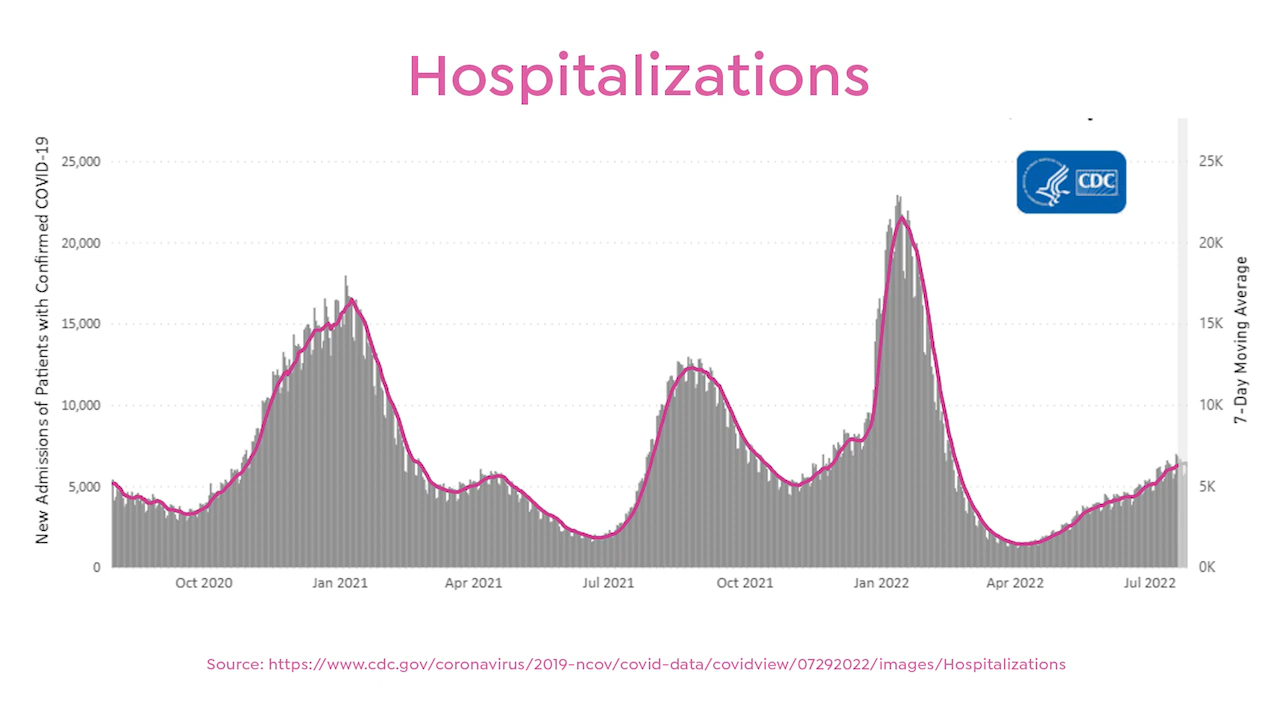 Hospitalizations
New Admissions of Patients with Confirmed COVID-19
25,000
20,000
15,000
10,000
5,000
0
CDC
25K
20K
15K
10K
5K
0K
7-Day Moving Average
Oct 2020 Jan 2021 Apr 2021 Jul 2021 Oct 2021 Jan 2022 Apr 2022 Jul 2022
Source: https://www.cdc.gov/coronavirus/2019-ncov/covid-data/covidview/07292022/images/Hospitalizations